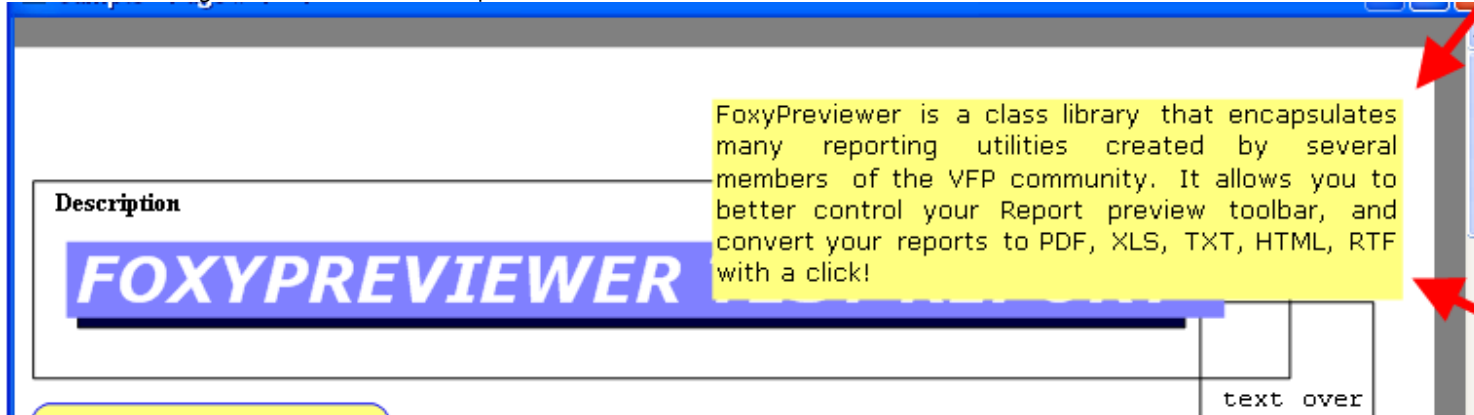 FoxyPreviewer is a class library that encapsulates
many reporting utilities created by several
members of the VFP community. It allows you to
better control your Report preview toolbar, and
convert your reports to PDF, XLS, TXT, HTML, RTF
with a click!
Description
FOXYPREVIEWER
text over